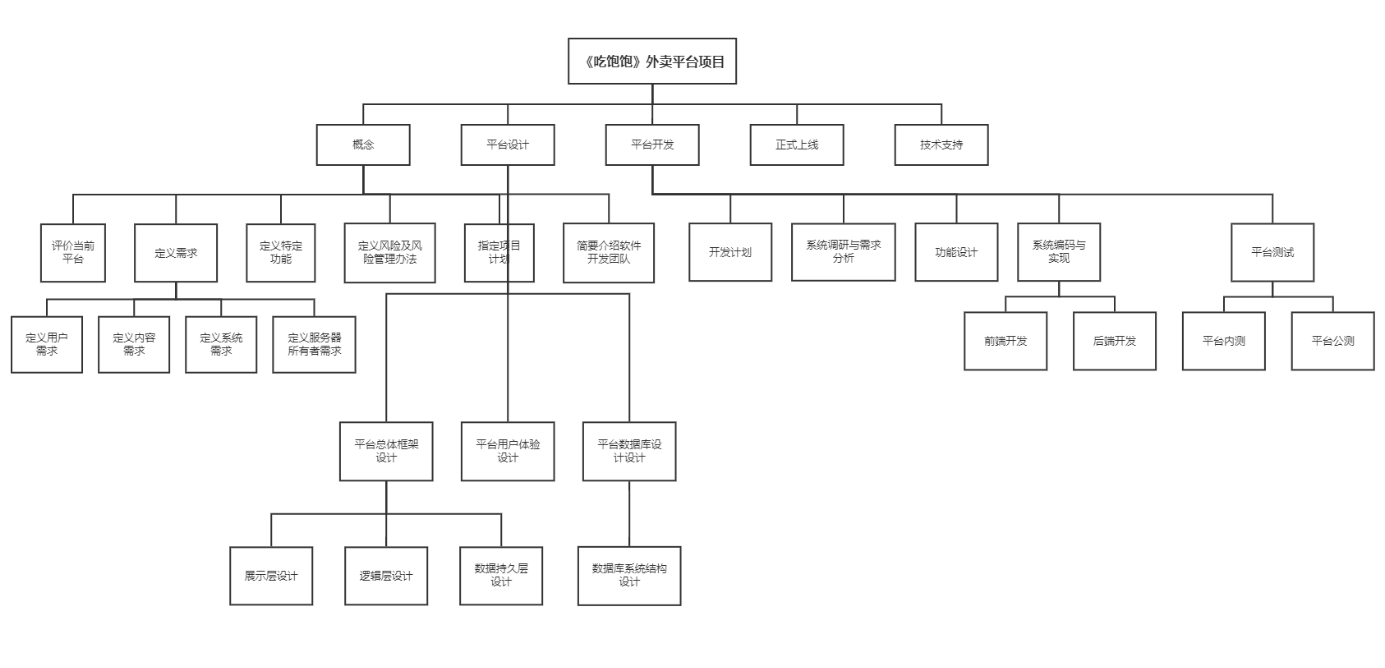 《吃饱饱》外卖平台项目
概念
平台设计
平台开发
正式上线
技术支持
评价当前
平台
定义需求
定义特定
功能
定义风险及风
险管理办法
指定项目
计划
简要介绍软件
开发团队
开发计划
系统调研与需求
分析
功能设计
系统编码与
实现
平台测试
定义用户
需求
定义内容
需求
定义系统
需求
定义服务器
所有者需求
前端开发
后端开发
平台内测
平台公测
平台总体框架
设计
平台用户体验
设计
平台数据库设
计设计
展示层设计
逻辑层设计
数据持久层
设计
数据库系统结构
设计